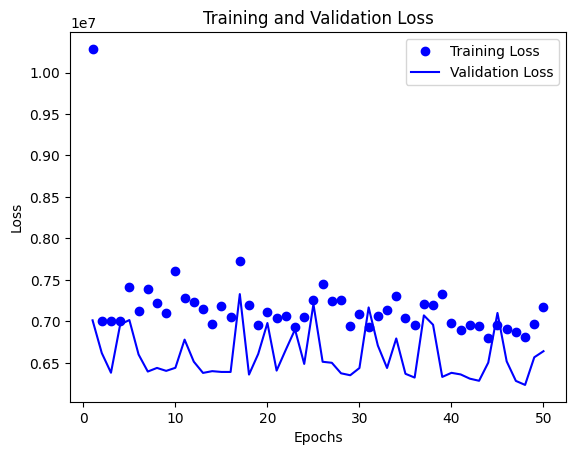 Training and Validation Loss
1e7
Training Loss
Validation Loss
1.00
0.95
0.90
0.85
0.80
0.75
0.70
0.65
Loss
0
10
20
30
40
50
Epochs